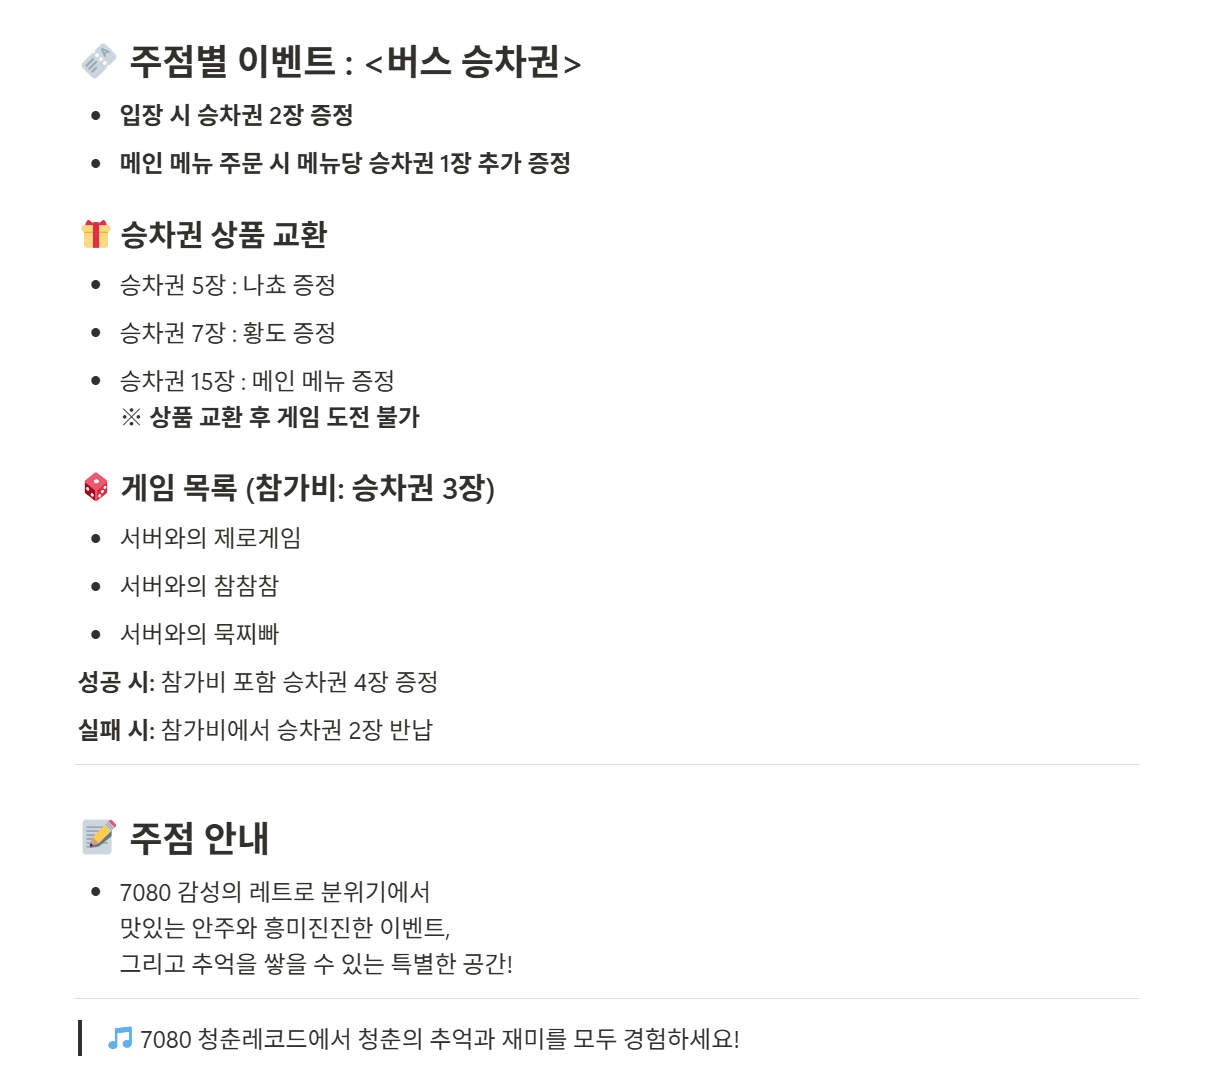 주점별 이벤트 : <버스 승차권>
입장 시 승차권 2장 증정
메인 메뉴 주문 시 메뉴당 승차권 1장 추가 증정
승차권 상품 교환
승차권 5장 : 나쵸 증정
승차권 7장 : 황도 증정
승차권 15장 : 메인 메뉴 증정
※ 상품 교환 후 게임 도전 불가
게임 목록 (참가비: 승차권 3장)
서버와의 제로게임
서버와의 참참참
서버와의 묵찌빠
성공 시: 참가비 포함 승차권 4장 증정
실패 시: 참가비에서 승차권 2장 반납
주점 안내
7080 감성의 레트로 분위기에서
맛있는 안주와 흥미진진한 이벤트,
그리고 추억을 쌓을 수 있는 특별한 공간!
7080 청춘레코드에서 청춘의 추억과 재미를 모두 경험하세요!